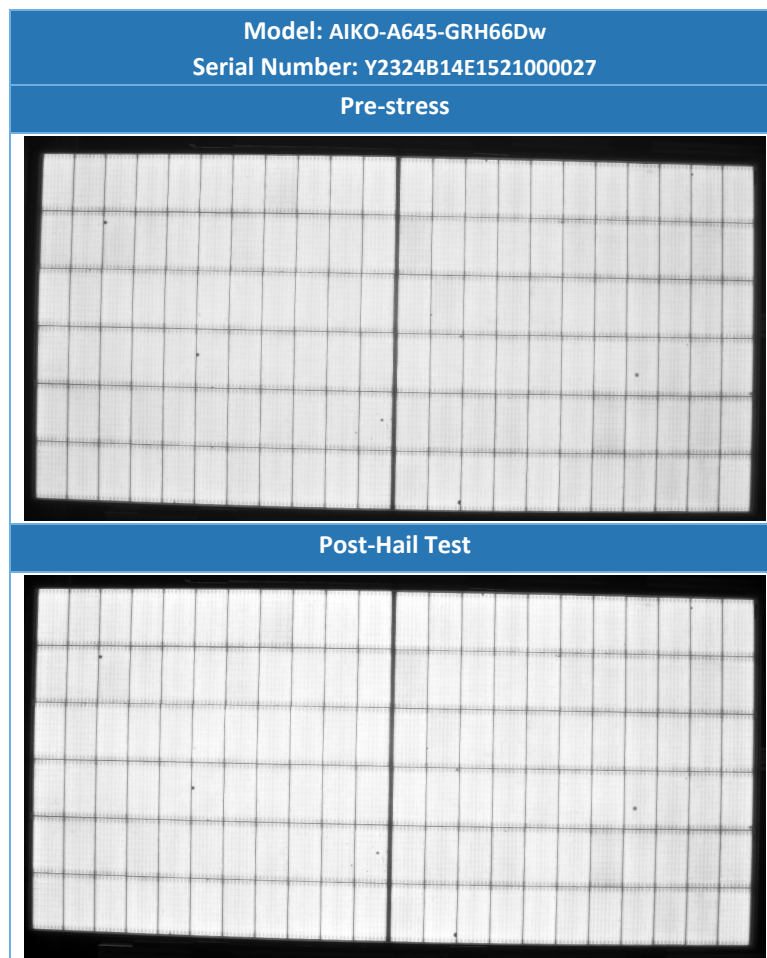 Model: AIKO-A645-GRH66Dw
Serial Number: Y2324B14E1521000027
Pre-stress
Post-Hail Test